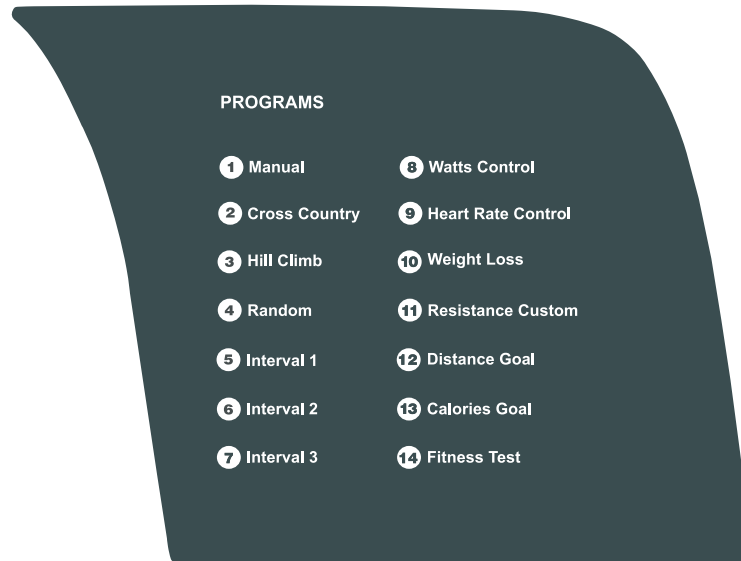 PROGRAMS
1 Manual
2 Cross Country
3 Hill Climb
4 Random
5 Interval 1
6 Interval 2
7 Interval 3
8 Watts Control
9 Heart Rate Control
10 Weight Loss
11 Resistance Custom
12 Distance Goal
13 Calories Goal
14 Fitness Test